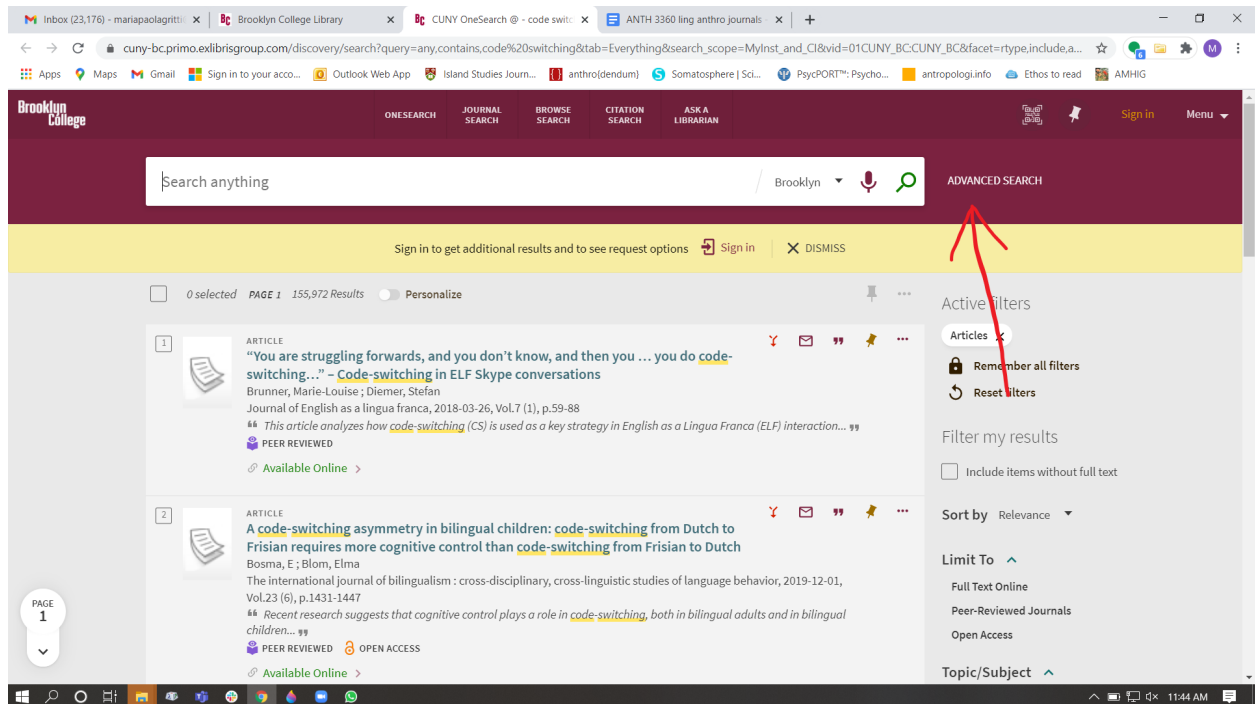 Inbox (23,176) - mariapaolagrittie
Brooklyn College Library
CUNY OneSearch @ - code switc
ANTH 3360 ling anthro journals -
cuny-bc.primo.exlibrisgroup.com/discovery/search?query=any,contains,code%20switching&tab=Everything&search_scope=MyInst_and_CI&vid=01CUNY_BC:CUNY_BC&facet=rtype,include,a...
M
6
Apps
Maps
Gmail
Sign in to your acco...
Outlook Web App
Island Studies Journ...
anthro{dendum}
Somatosphere | Sci...
PsycPORT™: Psycho...
antropologi.info
Ethos to read
AMHIG
Brooklyn
College
ONESEARCH
JOURNAL
SEARCH
BROWSE
SEARCH
CITATION
SEARCH
ASK A
LIBRARIAN
Sign in
Menu
Search anything
Brooklyn
ADVANCED SEARCH
Sign in to get additional results and to see request options Sign in DISMISS
0 selected PAGE 1 155,972 Results Personalize
1
ARTICLE
“You are struggling forwards, and you don’t know, and then you … you do code-
switching…” – Code-switching in ELF Skype conversations
Brunner, Marie-Louise ; Diemer, Stefan
Journal of English as a lingua franca, 2018-03-26, Vol.7 (1), p.59-88
This article analyzes how code-switching (CS) is used as a key strategy in English as a Lingua Franca (ELF) interaction...
PEER REVIEWED
Available Online
2
ARTICLE
A code-switching asymmetry in bilingual children: code-switching from Dutch to
Frisian requires more cognitive control than code-switching from Frisian to Dutch
Bosma, E ; Blom, Elma
The international journal of bilingualism : cross-disciplinary, cross-linguistic studies of language behavior, 2019-12-01,
Vol.23 (6), p.1431-1447
Recent research suggests that cognitive control plays a role in code-switching, both in bilingual adults and in bilingual
children...
PEER REVIEWED OPEN ACCESS
Available Online
Active filters
Articles
Remember all filters
Reset filters
Filter my results
Include items without full text
Sort by Relevance
Limit To
Full Text Online
Peer-Reviewed Journals
Open Access
Topic/Subject
PAGE
1
11:44 AM